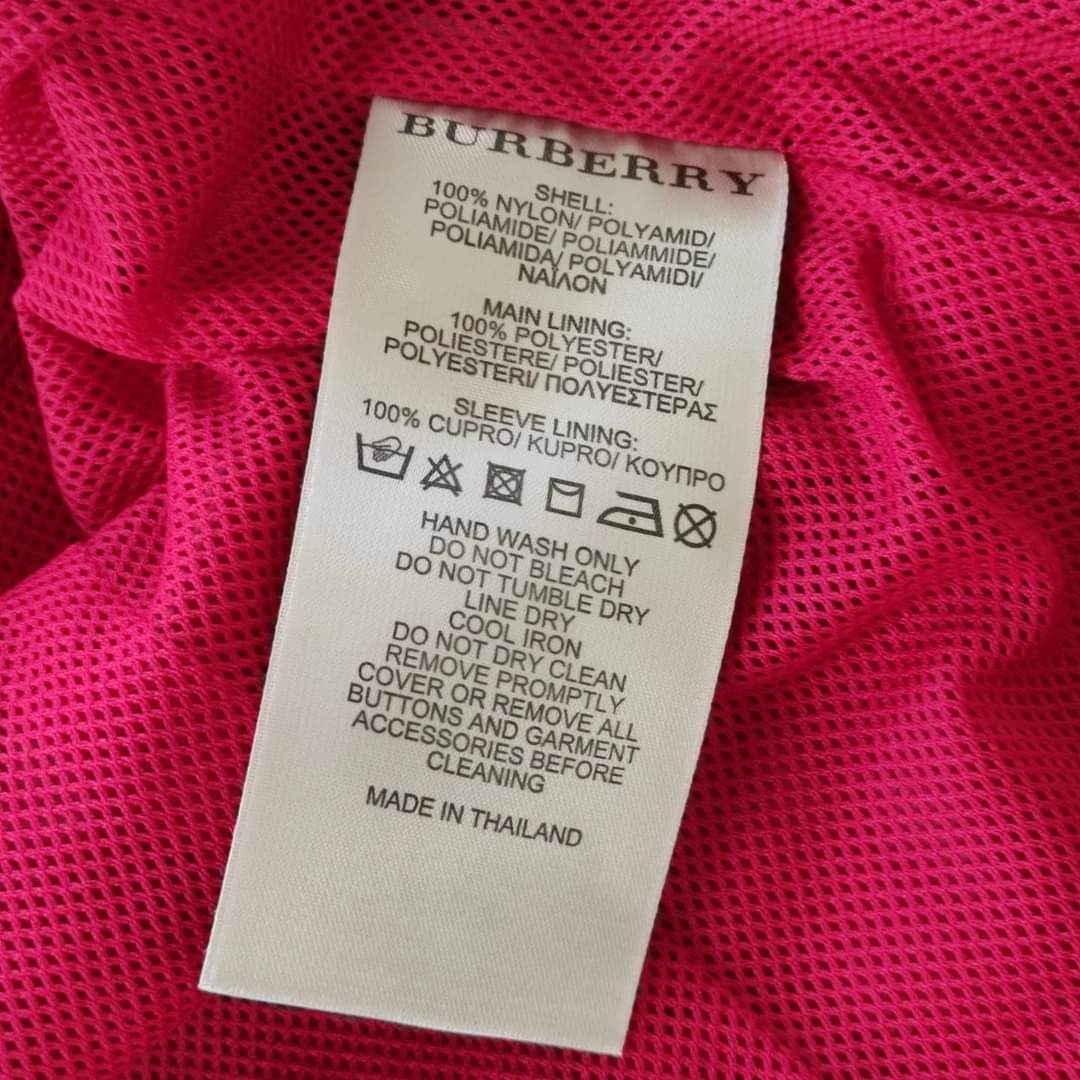 BURBERRY
SHELL:
100% NYLON/ POLYAMID/
POLIAMIDE/ POLIAMMIDE/
POLIAMIDA/ POLYAMIDI/
ΝΑΪΛΟΝ
MAIN LINING:
100% POLYESTER/
POLIESTERE/ POLIESTER/
POLYESTERI/ ΠΟΛΥΕΣΤΕΡΑΣ
SLEEVE LINING:
100% CUPRO/ KUPRO/ ΚΟΥΠΡΟ
HAND WASH ONLY
DO NOT BLEACH
DO NOT TUMBLE DRY
LINE DRY
COOL IRON
DO NOT DRY CLEAN
REMOVE PROMPTLY
COVER OR REMOVE ALL
BUTTONS AND GARMENT
ACCESSORIES BEFORE
CLEANING
MADE IN THAILAND